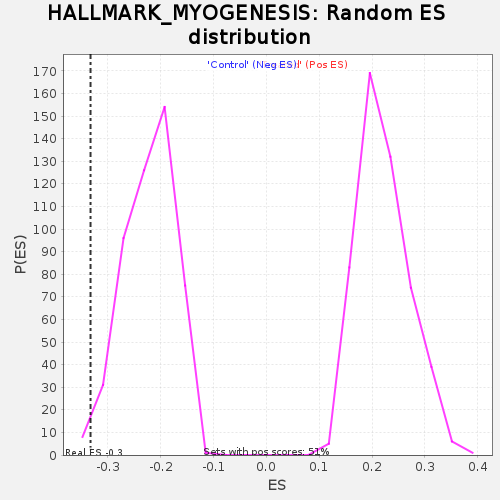 HALLMARK_MYOGENESIS: Random ES
distribution
'Control' (Neg ES)
' (Pos ES)
P(ES)
170
160
150
140
130
120
110
100
90
80
70
60
50
40
30
20
10
0
Real ES -0.3
Sets with pos scores: 51%
-0.3 -0.2 -0.1 0.0 0.1 0.2 0.3 0.4
ES